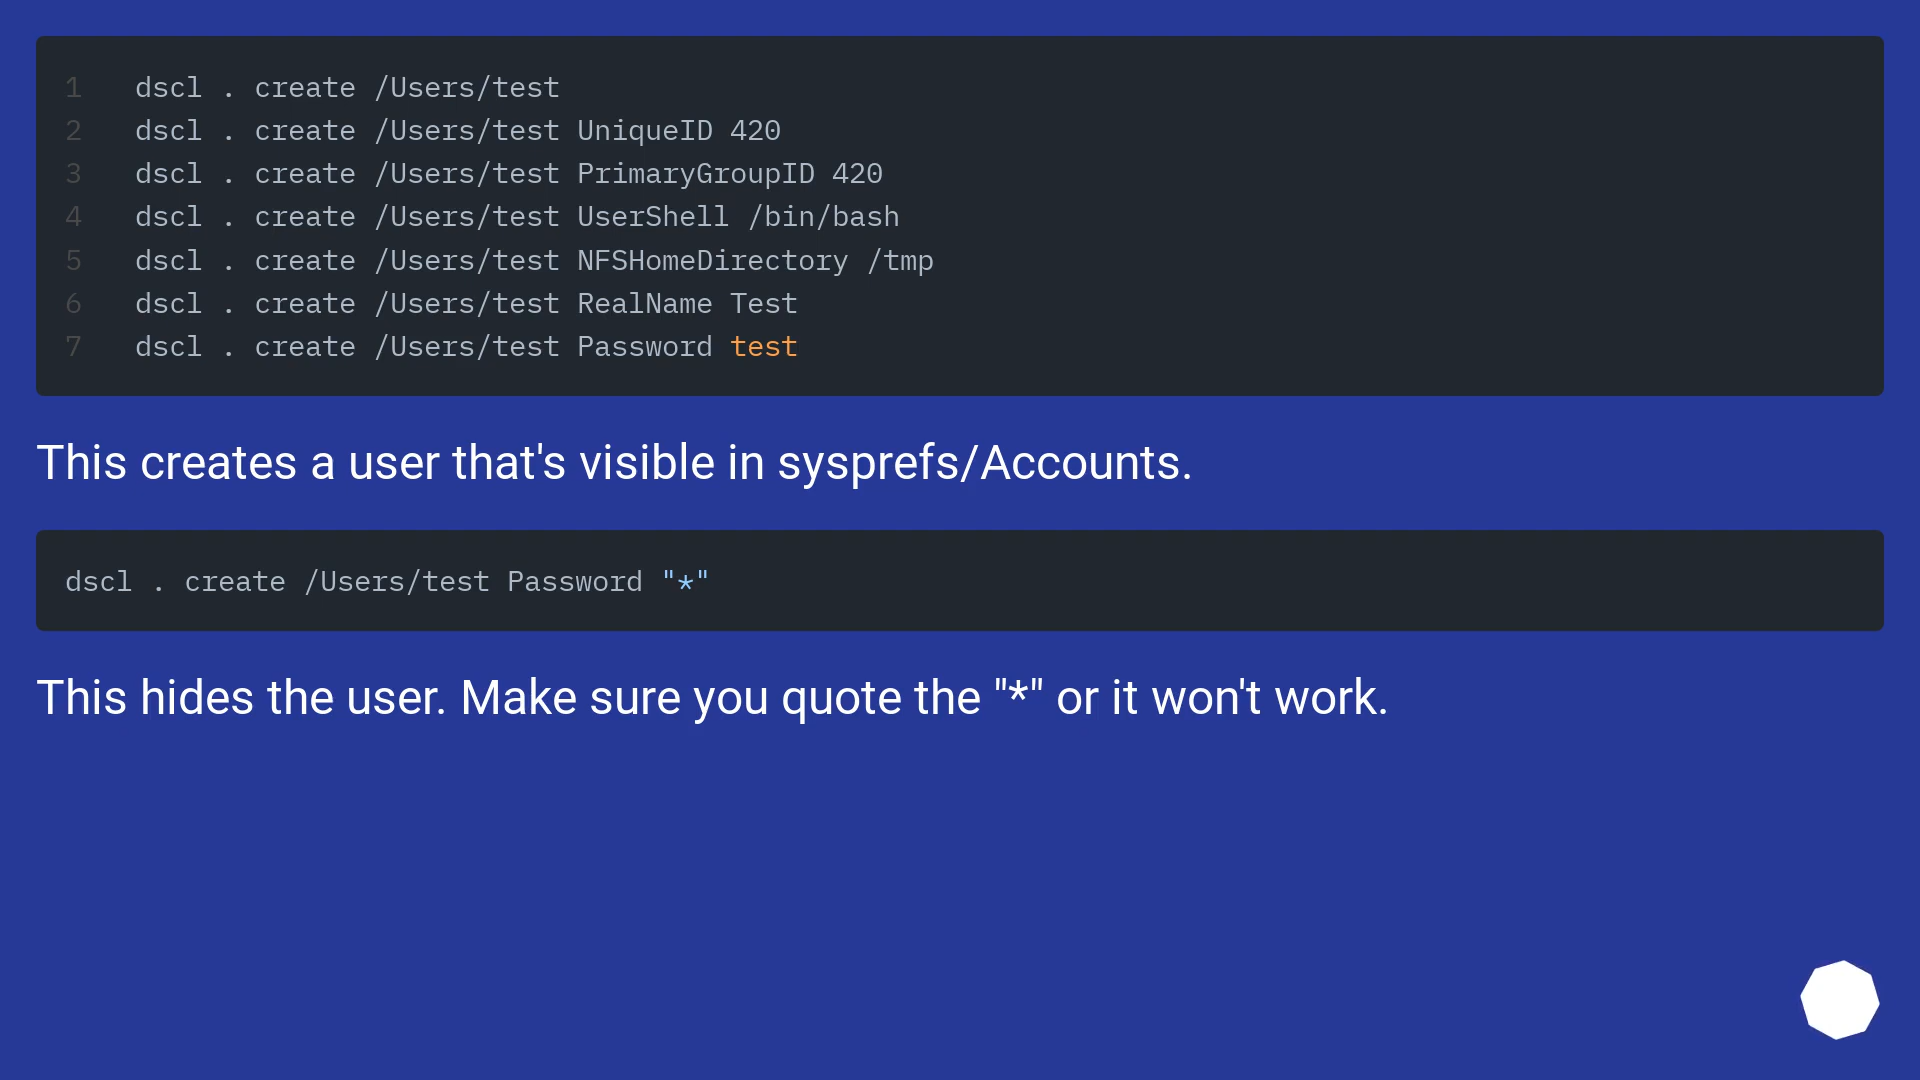 1 dscl . create /Users/test
2 dscl . create /Users/test UniqueID 420
3 dscl . create /Users/test PrimaryGroupID 420
4 dscl . create /Users/test UserShell /bin/bash
5 dscl . create /Users/test NFSHomeDirectory /tmp
6 dscl . create /Users/test RealName Test
7 dscl . create /Users/test Password test
This creates a user that's visible in sysprefs/Accounts.
dscl . create /Users/test Password "*"
This hides the user. Make sure you quote the "*" or it won't work.